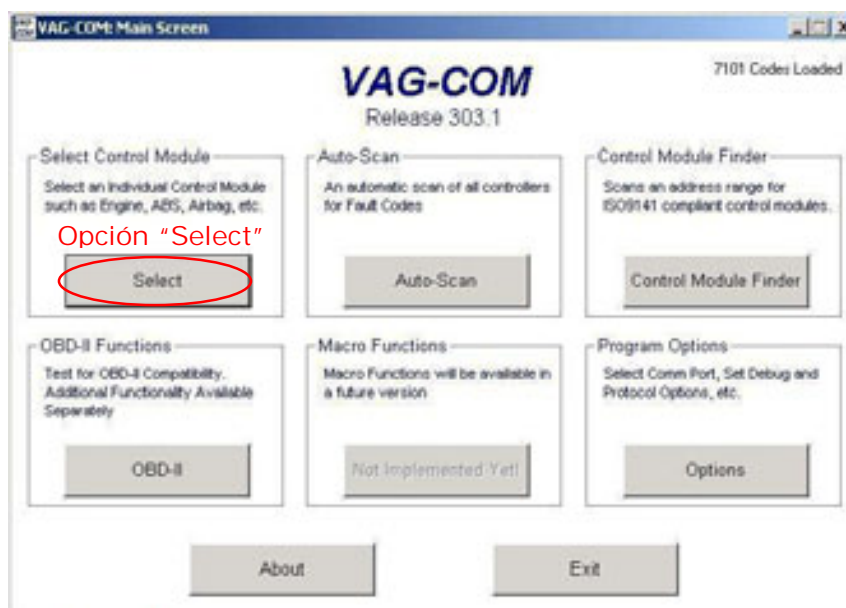 VAG-COM: Main Screen
VAG-COM
7101 Codes Loaded
Release 303.1
Select Control Module
Select an Individual Control Module
such as Engine, ABS, Airbag, etc.
Opción “Select”
Select
Auto-Scan
An automatic scan of all controllers
for Fault Codes
Auto-Scan
Control Module Finder
Scans an address range for
ISO9141 compliant control modules.
Control Module Finder
OBD-II Functions
Test for OBD-II Compatibility.
Additional Functionality Available
Separately
OBD-II
Macro Functions
Macro Functions will be available in
a future version
Not Implemented Yet!
Program Options
Select Comm Port, Set Debug and
Protocol Options, etc.
Options
About
Exit